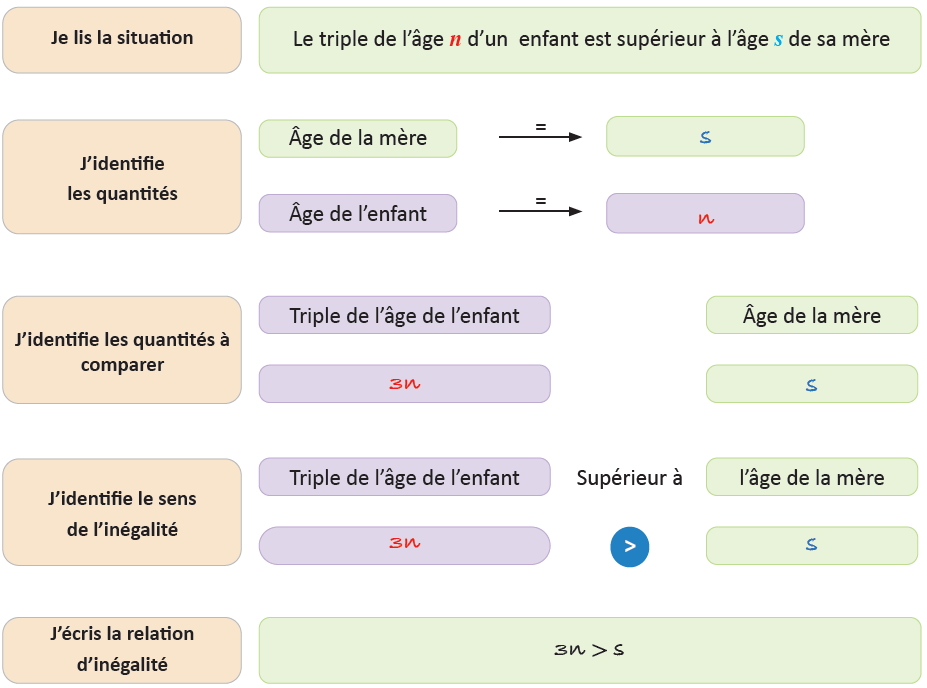 Je lis la situation
Le triple de l’âge n d’un enfant est supérieur à l’âge s de sa mère
J’identifie
les quantités
Âge de la mère
=
s
Âge de l’enfant
=
n
J’identifie les quantités à
comparer
Triple de l’âge de l’enfant
Âge de la mère
3n
s
J’identifie le sens
de l’inégalité
Triple de l’âge de l’enfant
Supérieur à
l’âge de la mère
3n
>
s
J’écris la relation
d’inégalité
3n > s